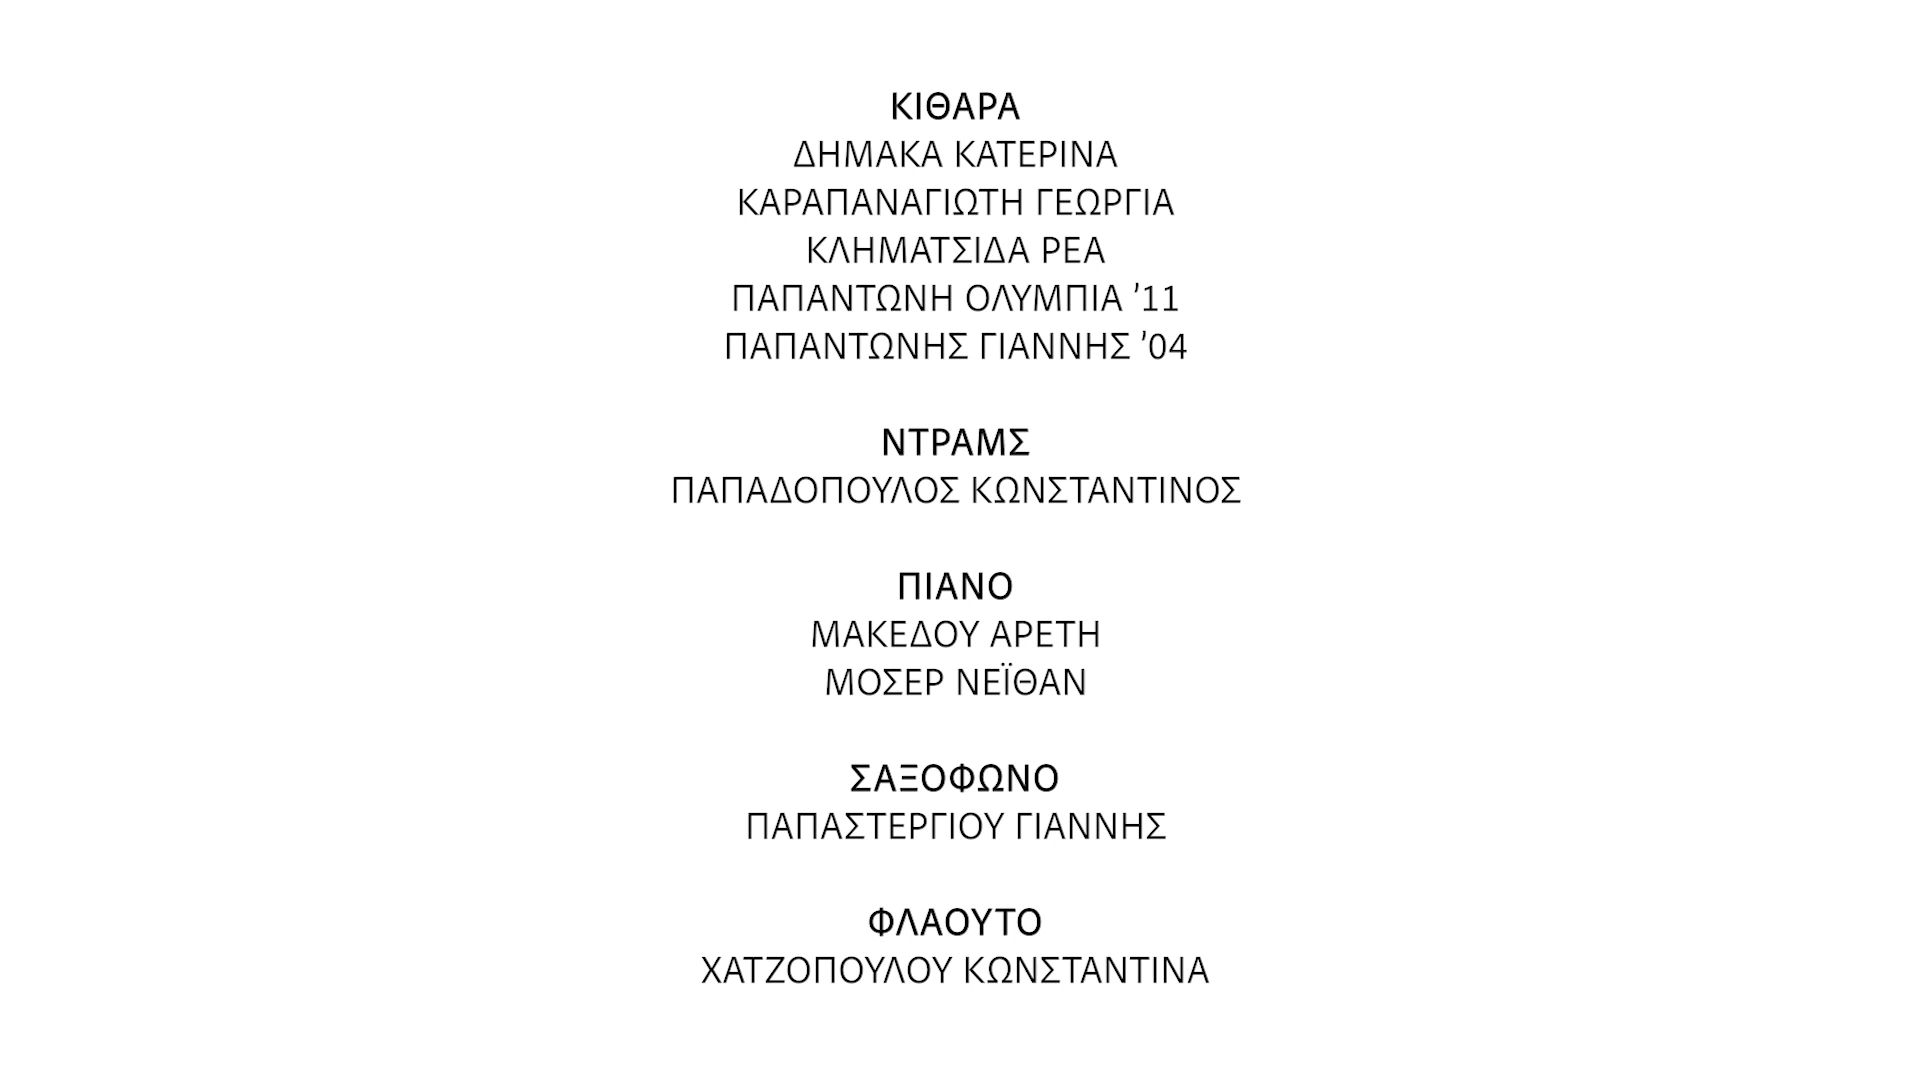 ΚΙΘΑΡΑ
ΔΗΜΑΚΑ ΚΑΤΕΡΙΝΑ
ΚΑΡΑΠΑΝΑΓΙΩΤΗ ΓΕΩΡΓΙΑ
ΚΛΗΜΑΤΣΙΔΑ ΡΕΑ
ΠΑΠΑΝΤΩΝΗ ΟΛΥΜΠΙΑ ’11
ΠΑΠΑΝΤΩΝΗΣ ΓΙΑΝΝΗΣ ’04
ΝΤΡΑΜΣ
ΠΑΠΑΔΟΠΟΥΛΟΣ ΚΩΝΣΤΑΝΤΙΝΟΣ
ΠΙΑΝΟ
ΜΑΚΕΔΟΥ ΑΡΕΤΗ
ΜΟΣΕΡ ΝΕΪΘΑΝ
ΣΑΞΟΦΩΝΟ
ΠΑΠΑΣΤΕΡΓΙΟΥ ΓΙΑΝΝΗΣ
ΦΛΑΟΥΤΟ
ΧΑΤΖΟΠΟΥΛΟΥ ΚΩΝΣΤΑΝΤΙΝΑ